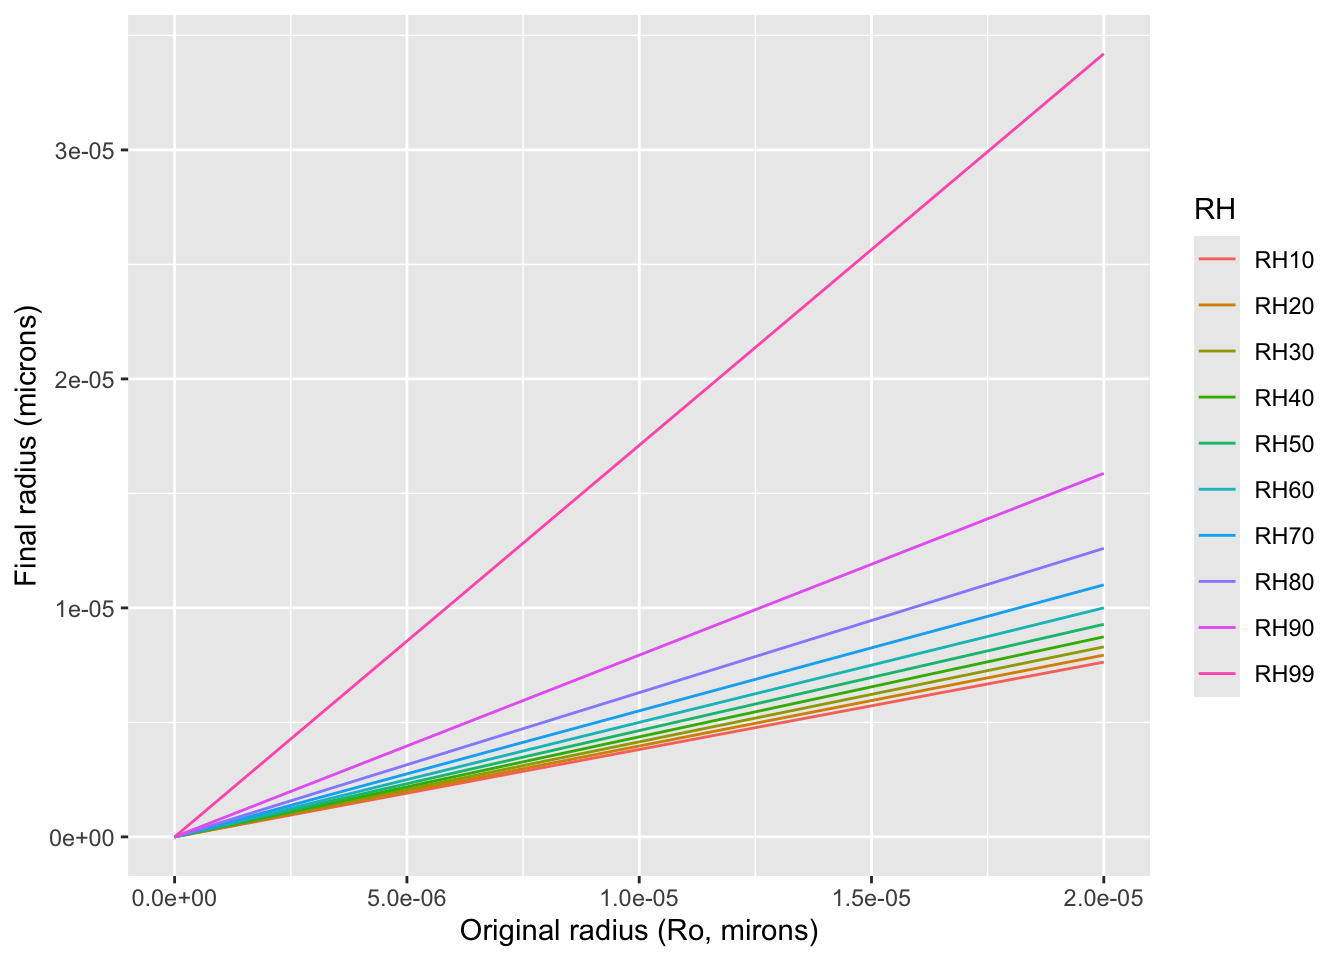 3e-05
2e-05
1e-05
0e+00
Final radius (microns)
0.0e+00 5.0e-06 1.0e-05 1.5e-05 2.0e-05
Original radius (Ro, mirons)
RH
RH10
RH20
RH30
RH40
RH50
RH60
RH70
RH80
RH90
RH99